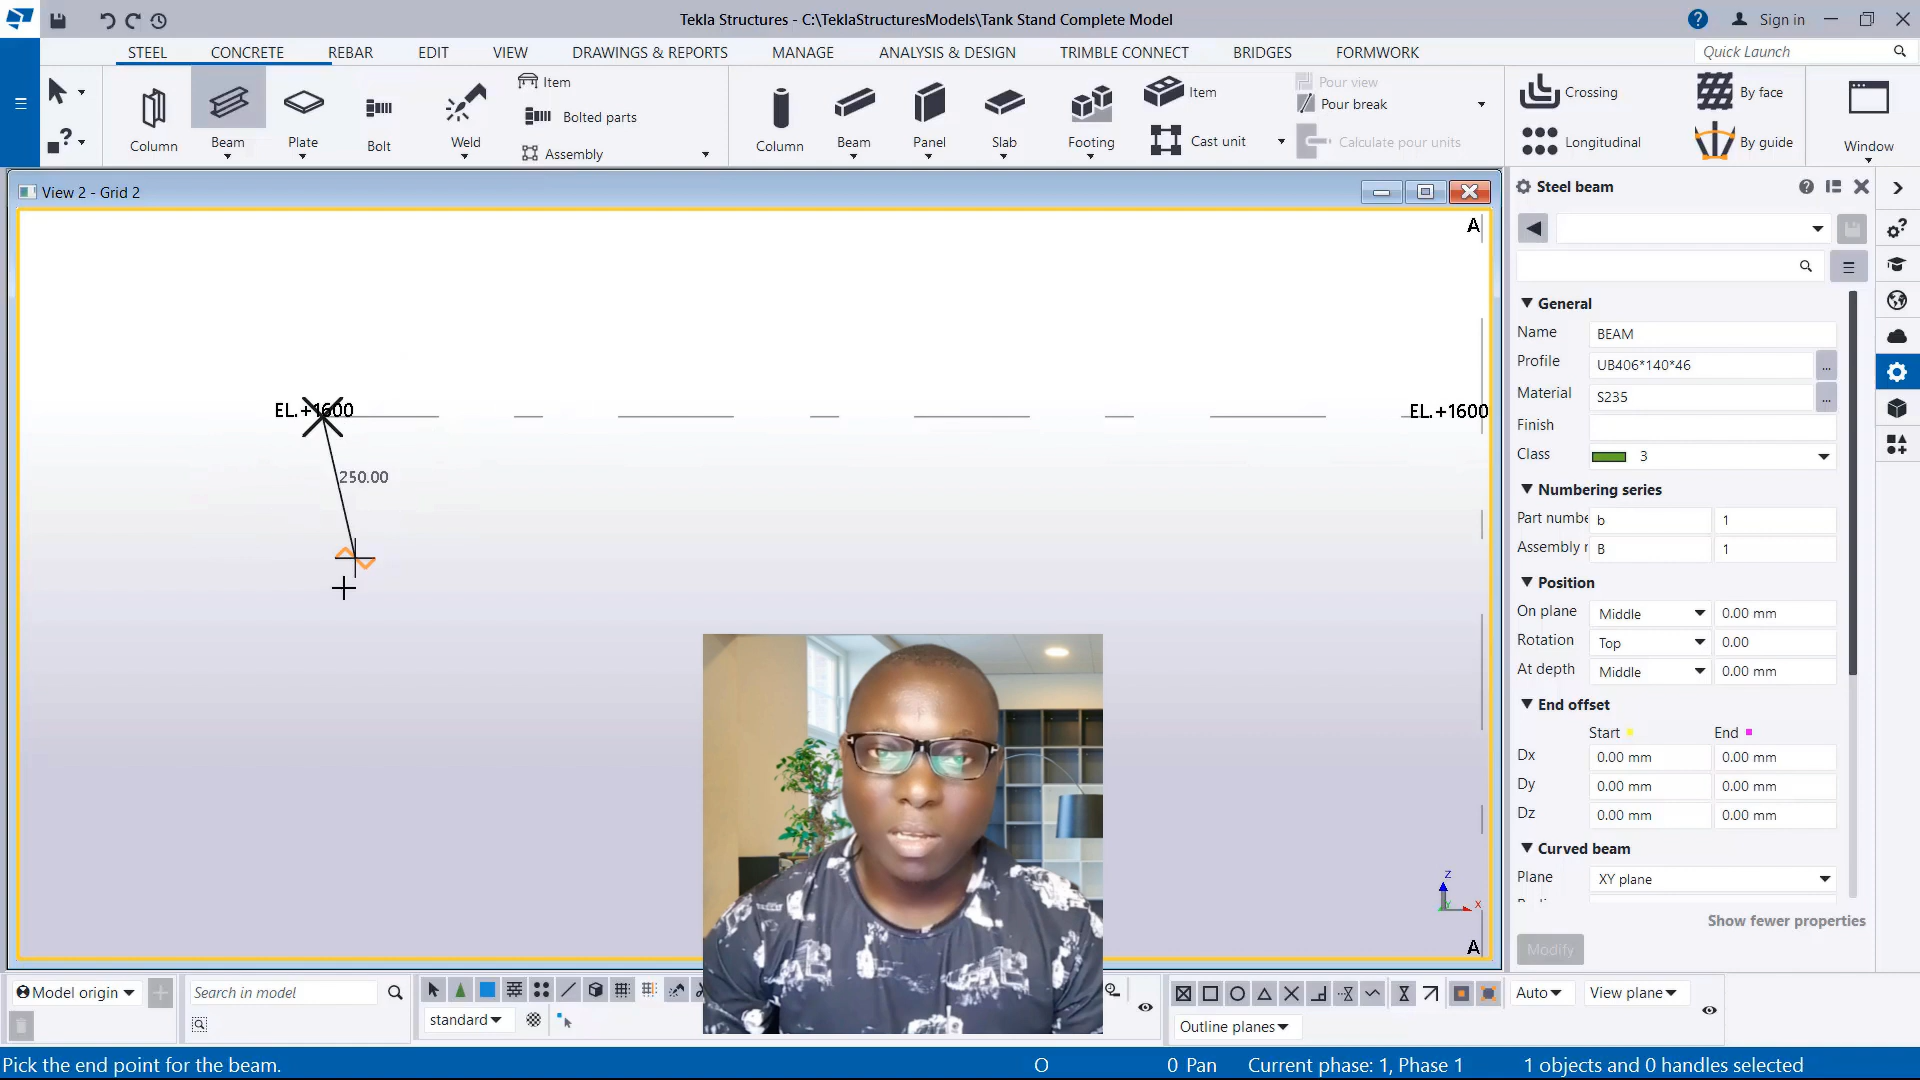 Tekla Structures - C:\TeklaStructuresModels\Tank Stand Complete Model
Sign in
STEEL CONCRETE REBAR EDIT VIEW DRAWINGS & REPORTS MANAGE ANALYSIS & DESIGN TRIMBLE CONNECT BRIDGES FORMWORK
Quick Launch
Column Beam Plate Bolt Weld
Item
Bolted parts
Assembly
Column Beam Panel Slab Footing
Item
Cast unit
Pour view
Pour break
Calculate pour units
Crossing
Longitudinal
By face
By guide
Window
View 2 - Grid 2
A
EL.+1600
EL.+1600
250.00
A
Z
Y
X
Steel beam
General
Name BEAM
Profile UB406*140*46
...
Material S235
...
Finish
Class 3
Numbering series
Part numbe b 1
Assembly r B 1
Position
On plane Middle 0.00 mm
Rotation Top 0.00
At depth Middle 0.00 mm
End offset
Start End
Dx 0.00 mm 0.00 mm
Dy 0.00 mm 0.00 mm
Dz 0.00 mm 0.00 mm
Curved beam
Plane XY plane
Show fewer properties
Modify
Model origin
Search in model
standard
Auto
View plane
Outline planes
Pick the end point for the beam.
O
0 Pan
Current phase: 1, Phase 1
1 objects and 0 handles selected